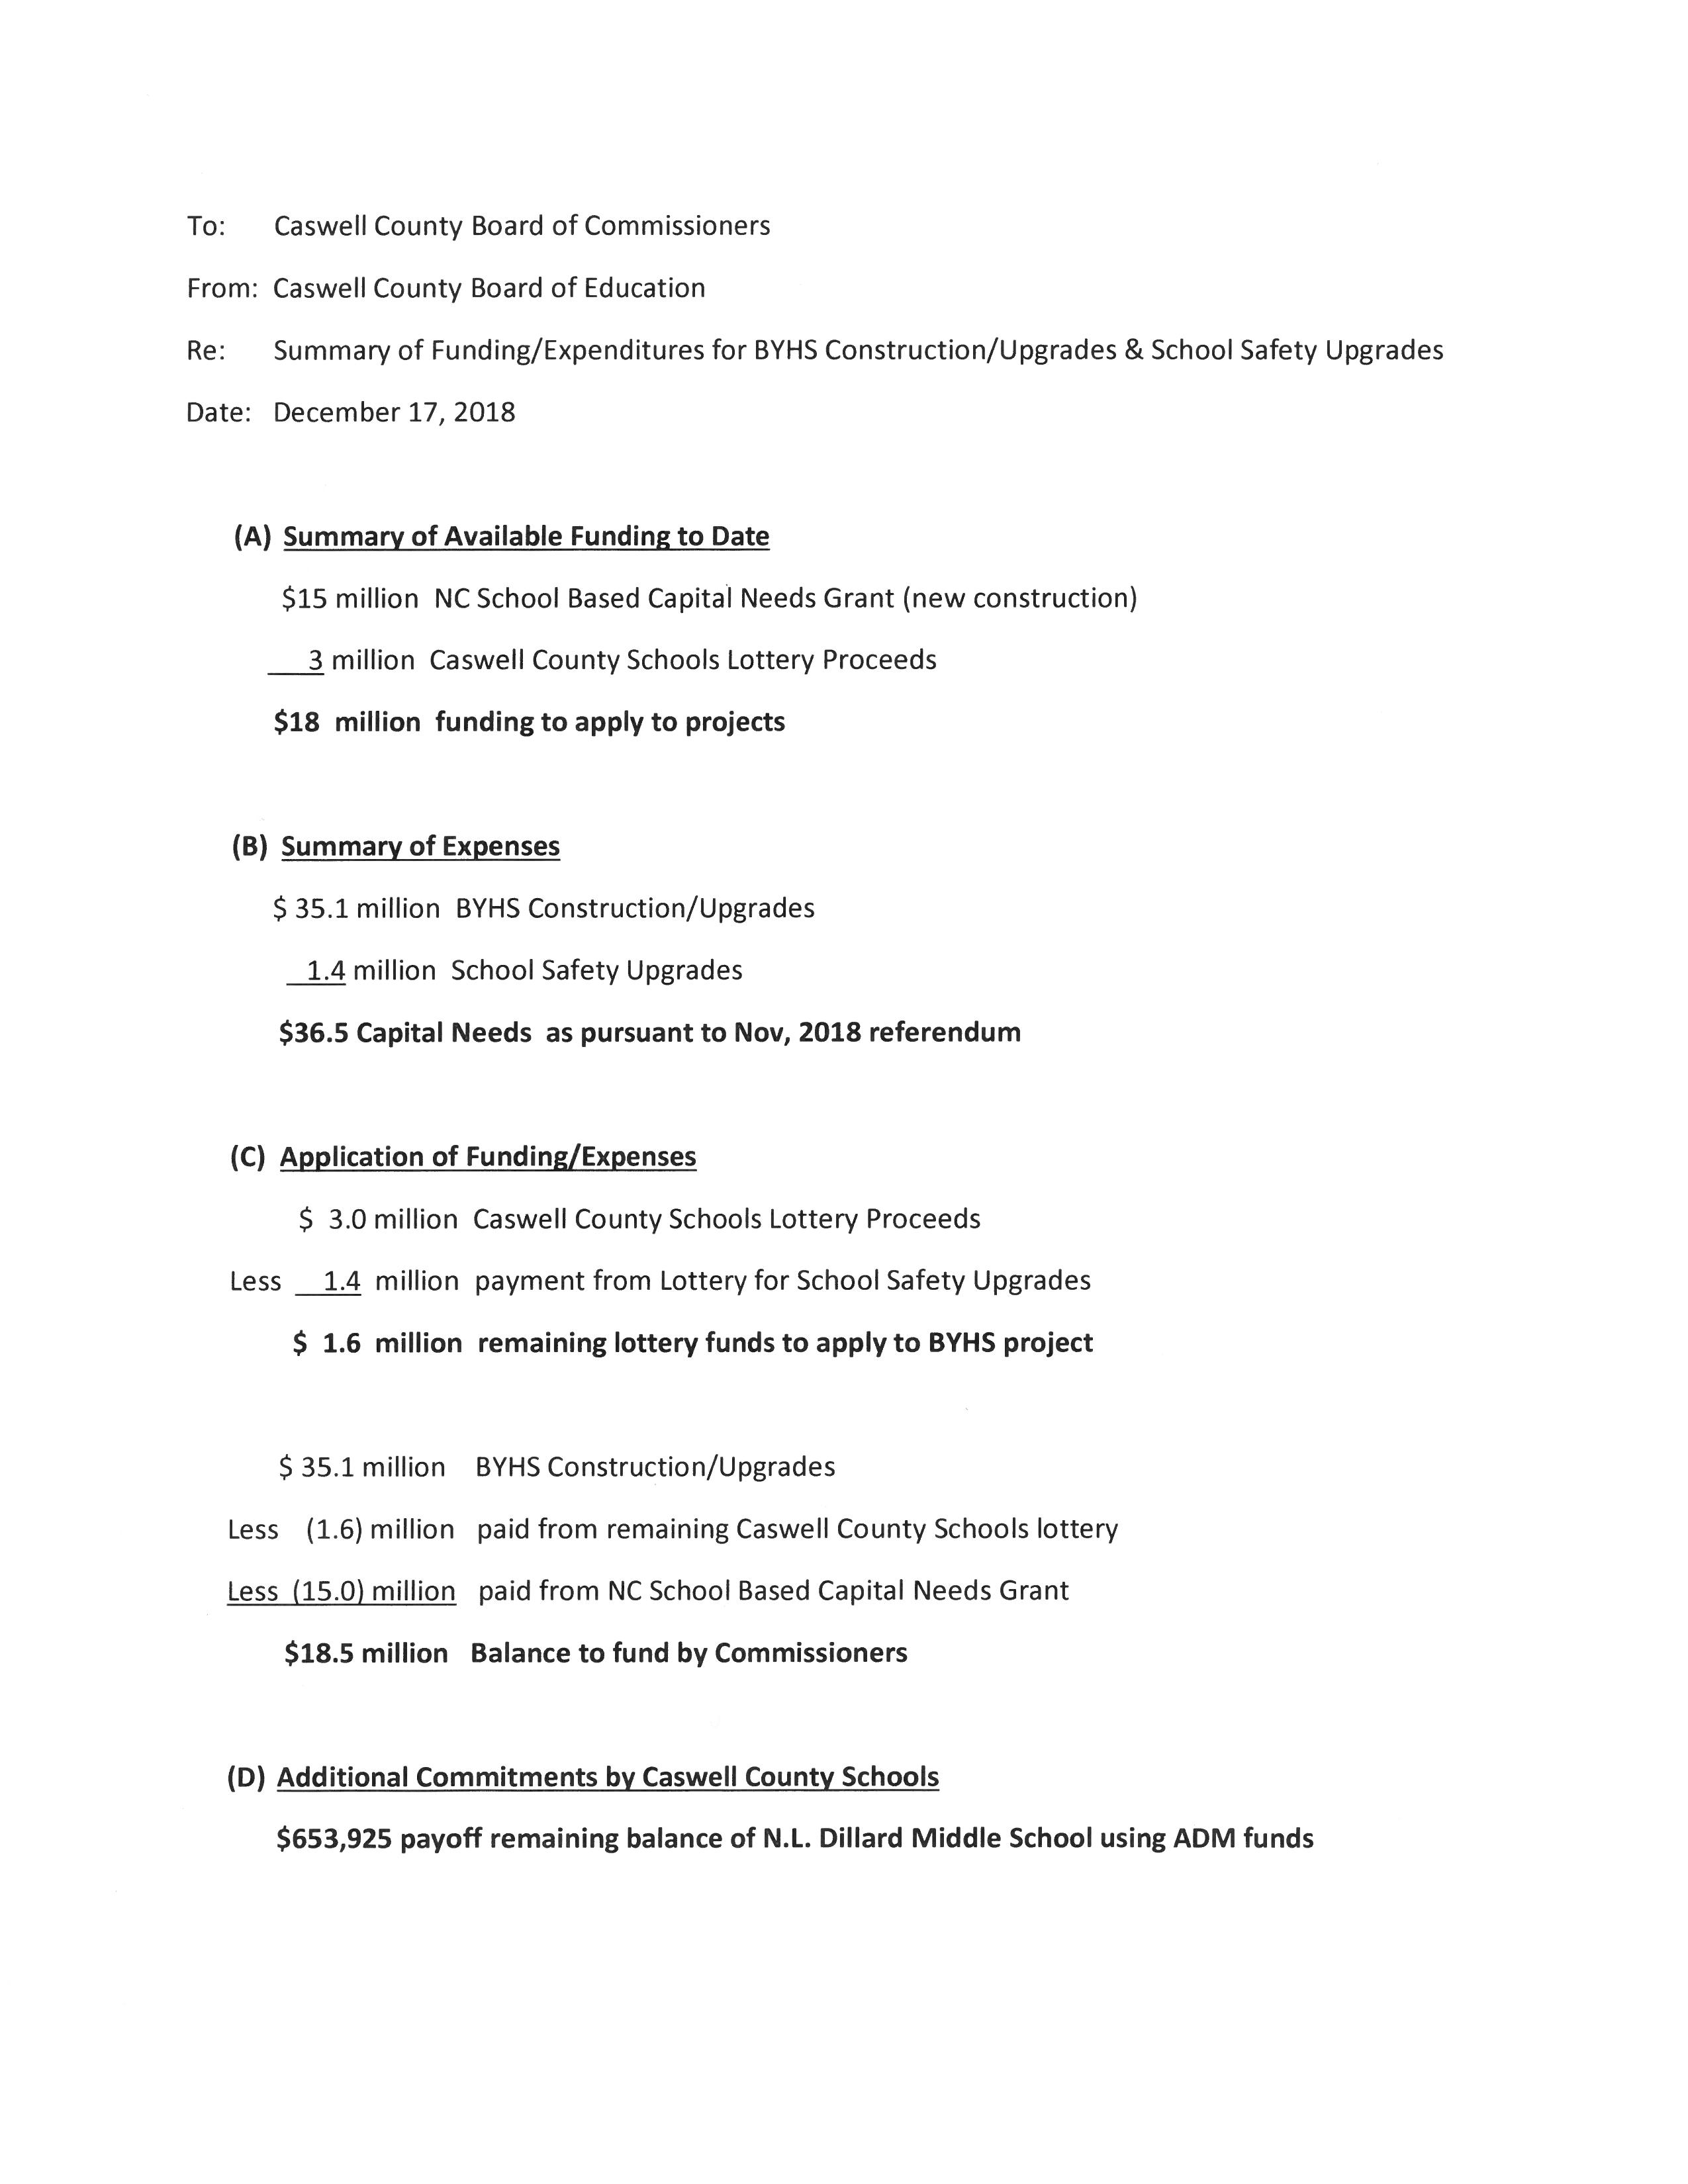 To: Caswell County Board of Commissioners
From: Caswell County Board of Education
Re: Summary of Funding/Expenditures for BYHS Construction/Upgrades & School Safety Upgrades
Date: December 17, 2018
(A) Summary of Available Funding to Date
$15 million NC School Based Capital Needs Grant (new construction)
3 million Caswell County Schools Lottery Proceeds
$18 million funding to apply to projects
(B) Summary of Expenses
$ 35.1 million BYHS Construction/Upgrades
1.4 million School Safety Upgrades
$36.5 Capital Needs as pursuant to Nov, 2018 referendum
(C) Application of Funding/Expenses
$ 3.0 million Caswell County Schools Lottery Proceeds
Less 1.4 million payment from Lottery for School Safety Upgrades
$ 1.6 million remaining lottery funds to apply to BYHS project
$ 35.1 million BYHS Construction/Upgrades
Less (1.6) million paid from remaining Caswell County Schools lottery
Less (15.0) million paid from NC School Based Capital Needs Grant
$18.5 million Balance to fund by Commissioners
(D) Additional Commitments by Caswell County Schools
$653,925 payoff remaining balance of N.L. Dillard Middle School using ADM funds